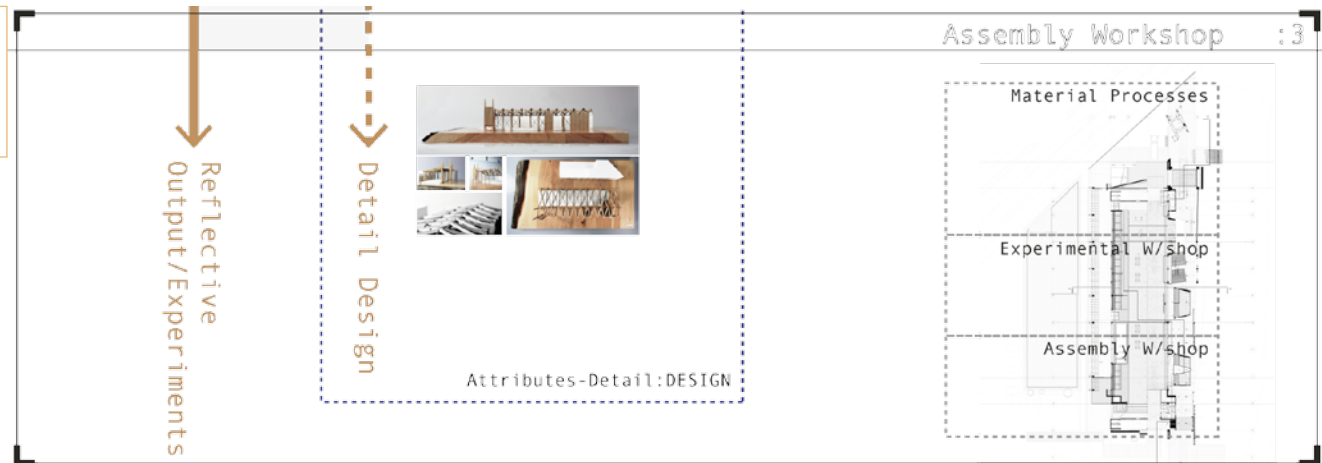 Assembly Workshop :3
Reflective
Output/Experiments
Detail Design
Attributes-Detail:DESIGN
Material Processes
Experimental W/shop
Assembly W/shop